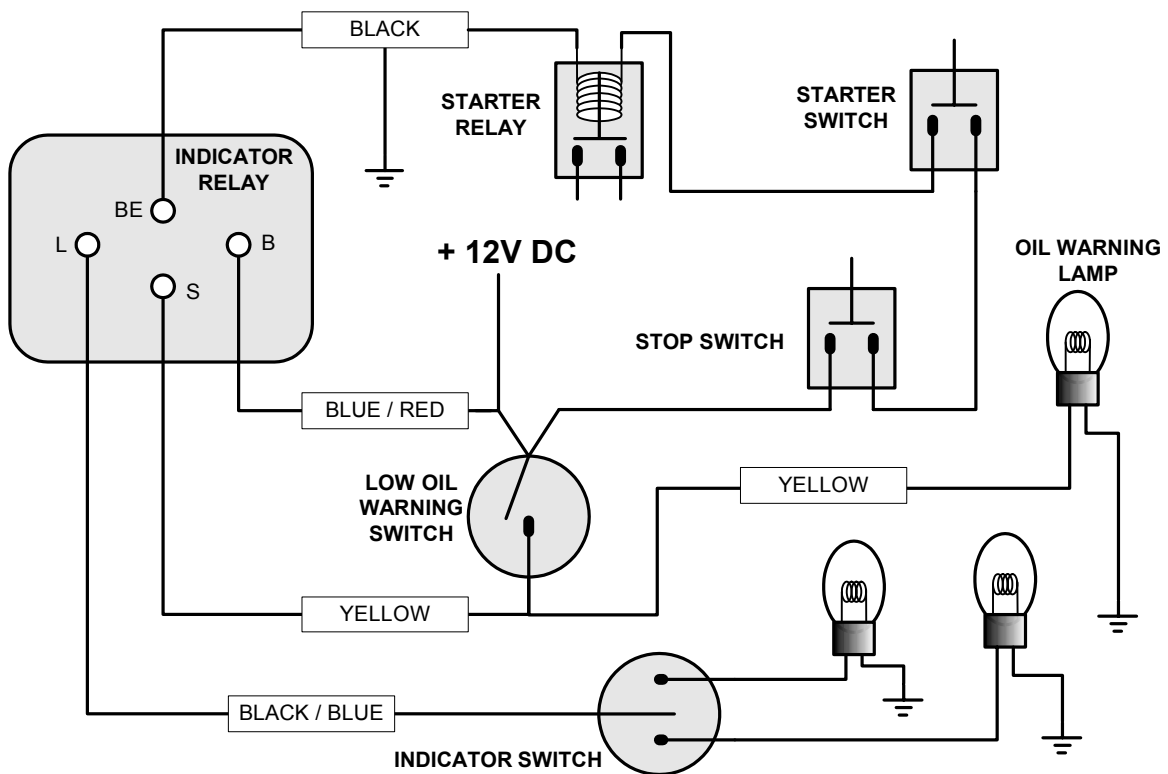 BLACK
STARTER
RELAY
STARTER
SWITCH
INDICATOR
RELAY
BE
L
B
S
+ 12V DC
OIL WARNING
LAMP
STOP SWITCH
BLUE / RED
LOW OIL
WARNING
SWITCH
YELLOW
YELLOW
BLACK / BLUE
INDICATOR SWITCH